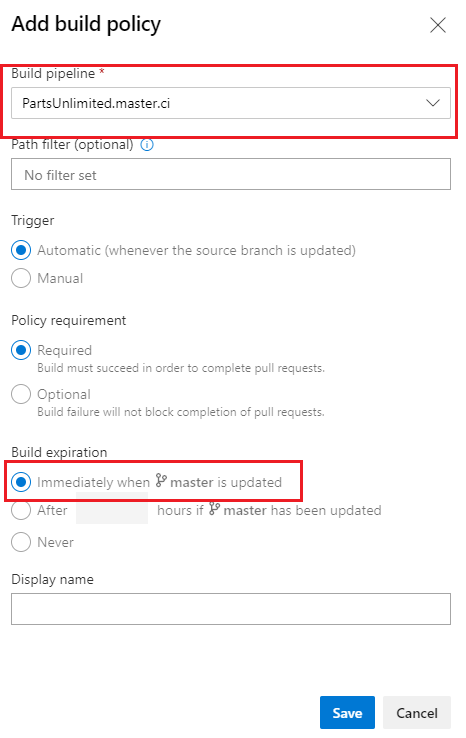 Add build policy
Build pipeline *
PartsUnlimited.master.ci
Path filter (optional)
No filter set
Trigger
Automatic (whenever the source branch is updated)
Manual
Policy requirement
Required
Build must succeed in order to complete pull requests.
Optional
Build failure will not block completion of pull requests.
Build expiration
Immediately when master is updated
After hours if master has been updated
Never
Display name
Save Cancel